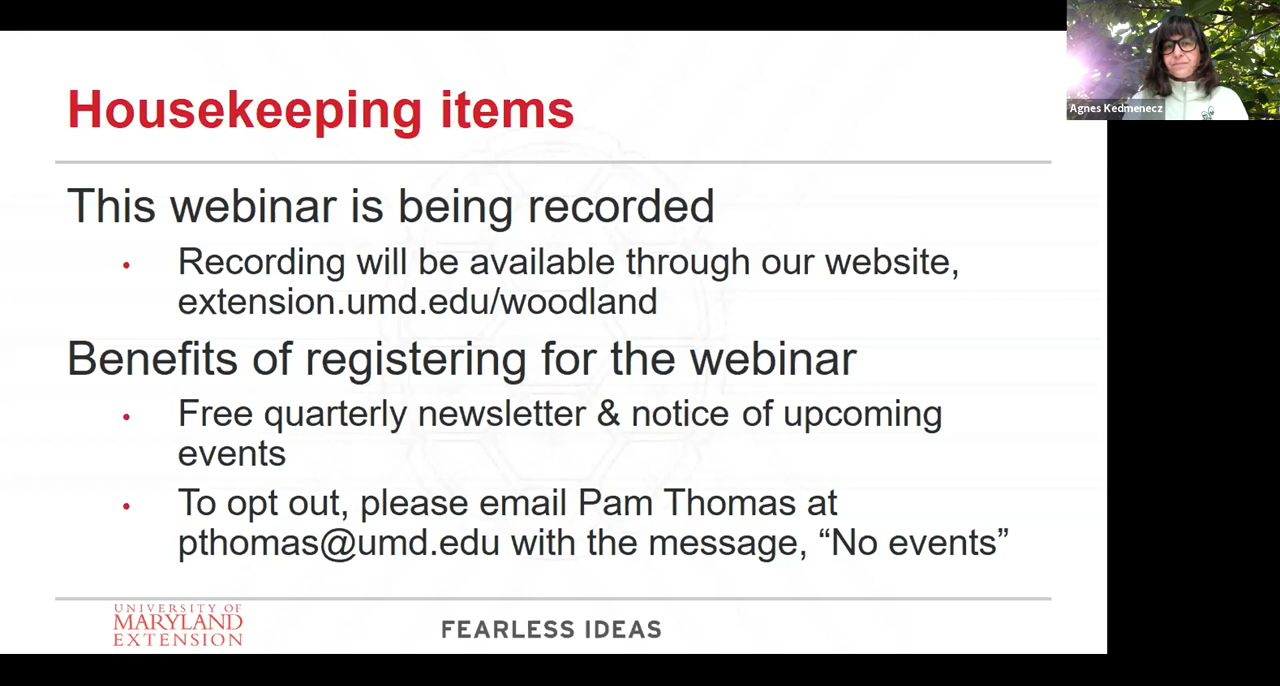 Housekeeping items
Agnes Kedmenecz
This webinar is being recorded
• Recording will be available through our website,
extension.umd.edu/woodland
Benefits of registering for the webinar
• Free quarterly newsletter & notice of upcoming
events
• To opt out, please email Pam Thomas at
pthomas@umd.edu with the message, “No events”
UNIVERSITY OF
MARYLAND
EXTENSION
FEARLESS IDEAS